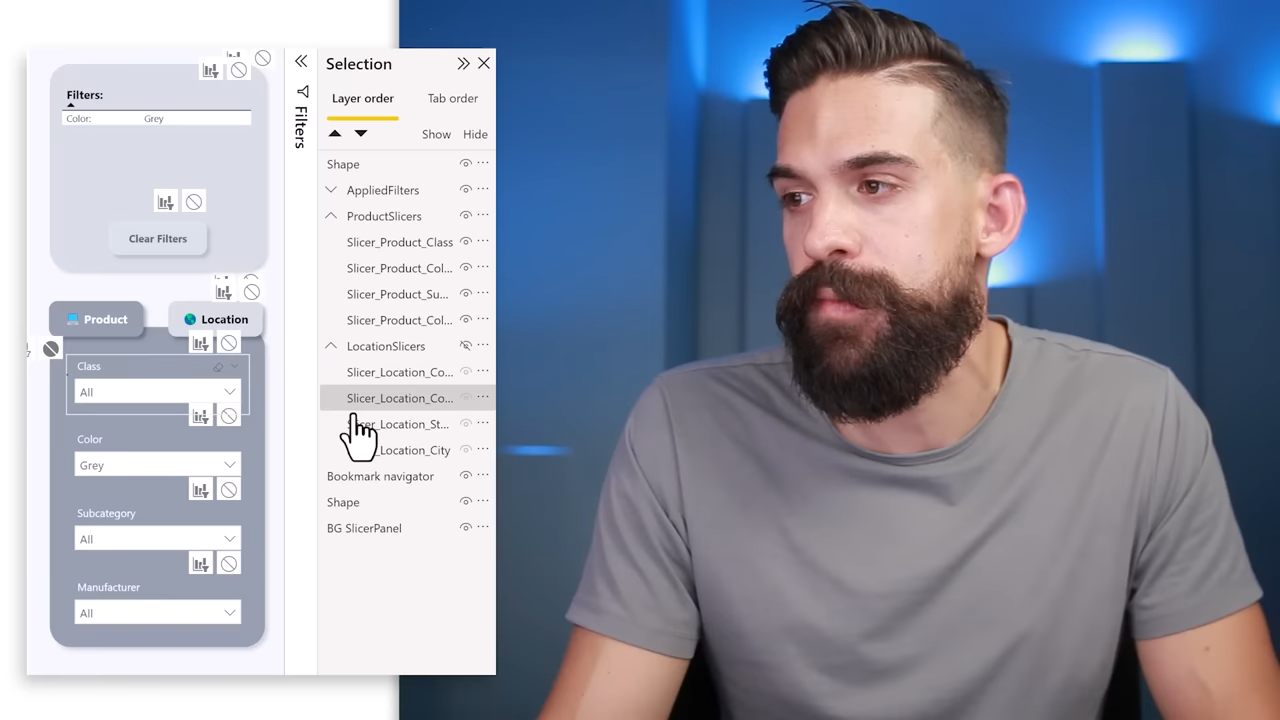 Filters:
Color: Grey
Clear Filters
Product
Location
Class
All
Color
Grey
Subcategory
All
Manufacturer
All
Filters
Selection
Layer order Tab order
Show Hide
Shape
AppliedFilters
ProductSlicers
Slicer_Product_Class
Slicer_Product_Col...
Slicer_Product_Su...
Slicer_Product_Col...
LocationSlicers
Slicer_Location_Co...
Slicer_Location_Co...
Slicer_Location_St...
_Location_City
Bookmark navigator
Shape
BG SlicerPanel